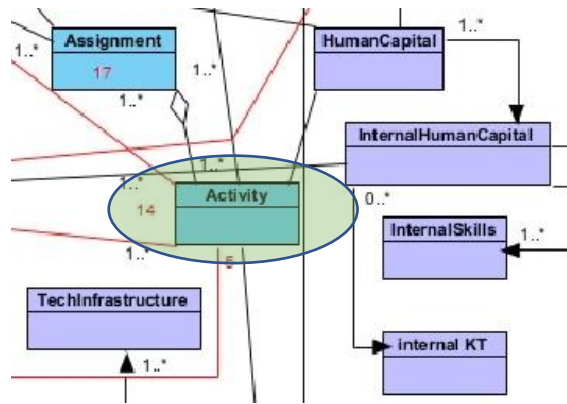 Assignment
HumanCapital
1..*
1..*
17
1..*
1..*
InternalHumanCapital
1..*
1..*
Activity
0..*
14
InternalSkills
1..*
1..*
5
TechInfrastructure
internal KT
1..*